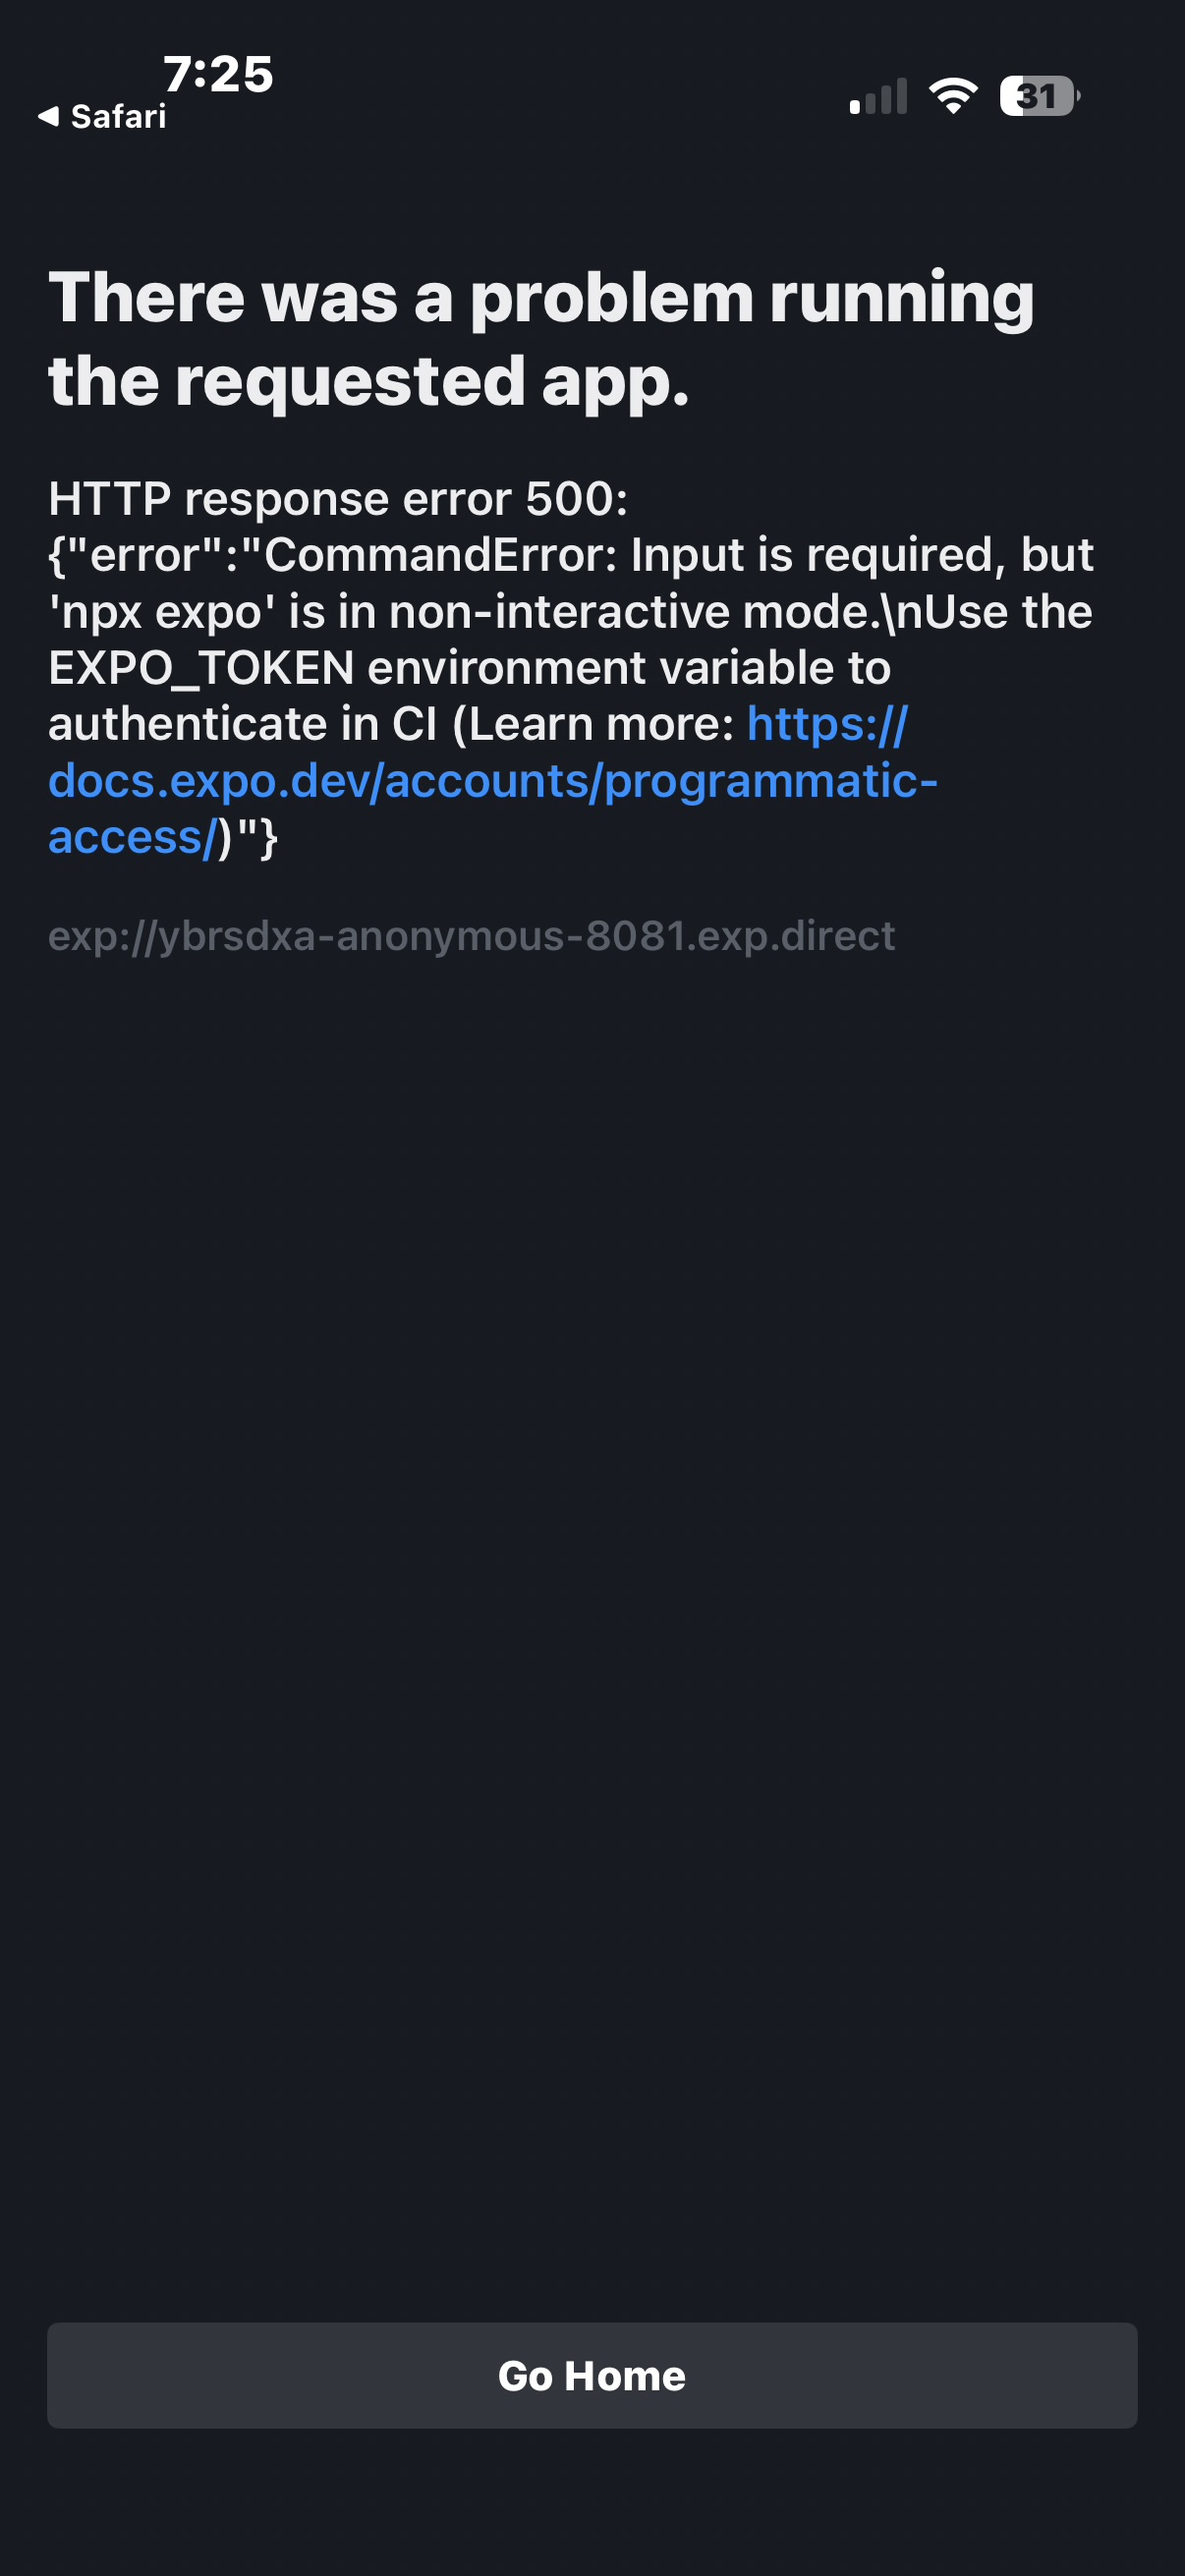 7:25
◀ Safari
31
There was a problem running
the requested app.
HTTP response error 500:
{"error":"CommandError: Input is required, but
'npx expo' is in non-interactive mode.\nUse the
EXPO_TOKEN environment variable to
authenticate in CI (Learn more: https://
docs.expo.dev/accounts/programmatic-
access/)"}
exp://ybrsdxa-anonymous-8081.exp.direct
Go Home